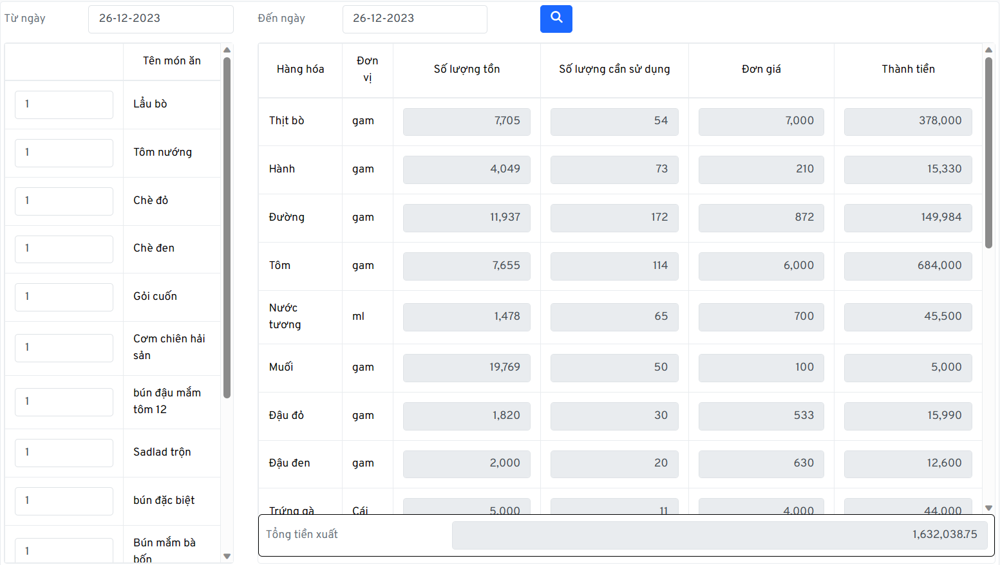 Từ ngày 26-12-2023 Đến ngày 26-12-2023
Tên món ăn
1 Lẩu bò
1 Tôm nướng
1 Chè đỏ
1 Chè đen
1 Gỏi cuốn
1 Cơm chiên hải
sản
1 bún đậu mắm
tôm 12
1 Sadlad trộn
1 bún đặc biệt
1 Bún mắm bà
bốn
Hàng hóa Đơn
vị Số lượng tồn Số lượng cần sử dụng Đơn giá Thành tiền
Thịt bò gam 7,705 54 7,000 378,000
Hành gam 4,049 73 210 15,330
Đường gam 11,937 172 872 149,984
Tôm gam 7,655 114 6,000 684,000
Nước
tương ml 1,478 65 700 45,500
Muối gam 19,769 50 100 5,000
Đậu đỏ gam 1,820 30 533 15,990
Đậu đen gam 2,000 20 630 12,600
Trứng gà Cái 5,000 11 4,000 44,000
Tổng tiền xuất 1,632,038.75